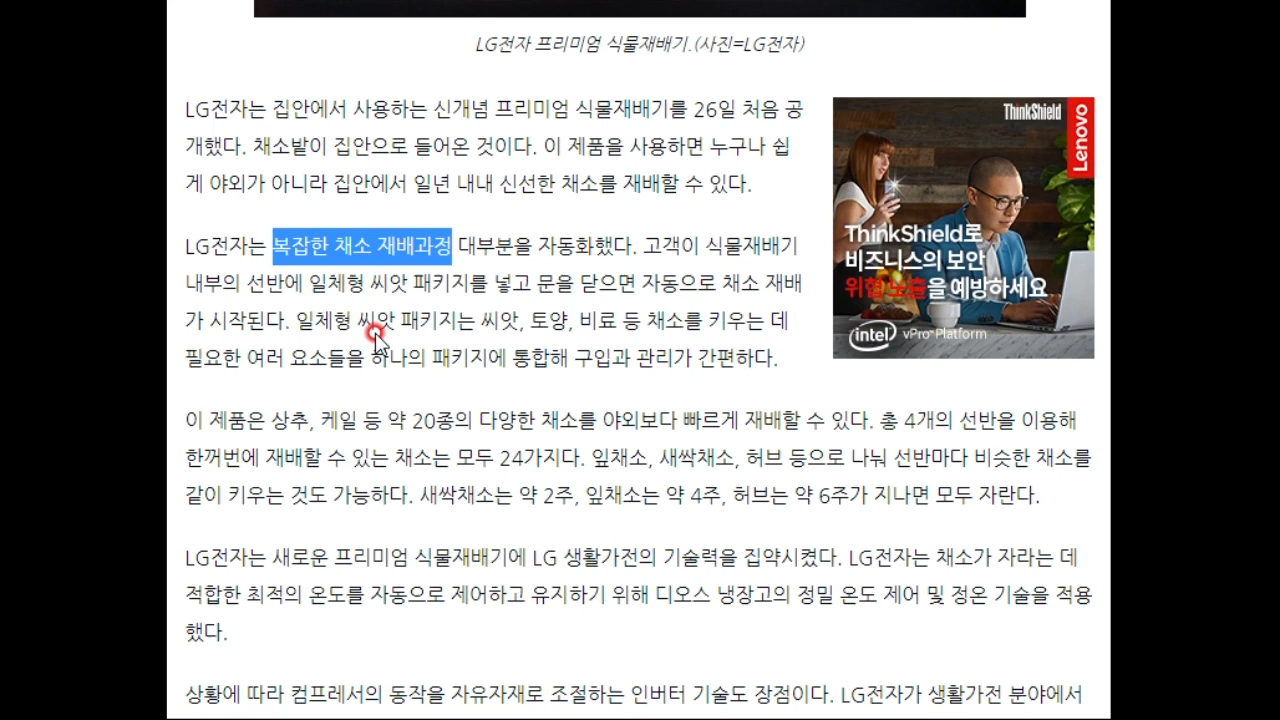 LG전자 프리미엄 식물재배기.(사진=LG전자)
LG전자는 집안에서 사용하는 신개념 프리미엄 식물재배기를 26일 처음 공
개했다. 채소밭이 집안으로 들어온 것이다. 이 제품을 사용하면 누구나 쉽
게 야외가 아니라 집안에서 일년 내내 신선한 채소를 재배할 수 있다.
LG전자는 복잡한 채소 재배과정 대부분을 자동화했다. 고객이 식물재배기
내부의 선반에 일체형 씨앗 패키지를 넣고 문을 닫으면 자동으로 채소 재배
가 시작된다. 일체형 씨앗 패키지는 씨앗, 토양, 비료 등 채소를 키우는 데
필요한 여러 요소들을 하나의 패키지에 통합해 구입과 관리가 간편하다.
ThinkShield
Lenovo
ThinkShield로
비즈니스의 보안
위협 노출을 예방하세요
intel vPro™ Platform
이 제품은 상추, 케일 등 약 20종의 다양한 채소를 야외보다 빠르게 재배할 수 있다. 총 4개의 선반을 이용해
한꺼번에 재배할 수 있는 채소는 모두 24가지다. 잎채소, 새싹채소, 허브 등으로 나눠 선반마다 비슷한 채소를
같이 키우는 것도 가능하다. 새싹채소는 약 2주, 잎채소는 약 4주, 허브는 약 6주가 지나면 모두 자란다.
LG전자는 새로운 프리미엄 식물재배기에 LG 생활가전의 기술력을 집약시켰다. LG전자는 채소가 자라는 데
적합한 최적의 온도를 자동으로 제어하고 유지하기 위해 디오스 냉장고의 정밀 온도 제어 및 정온 기술을 적용
했다.
상황에 따라 컴프레서의 동작을 자유자재로 조절하는 인버터 기술도 장점이다. LG전자가 생활가전 분야에서